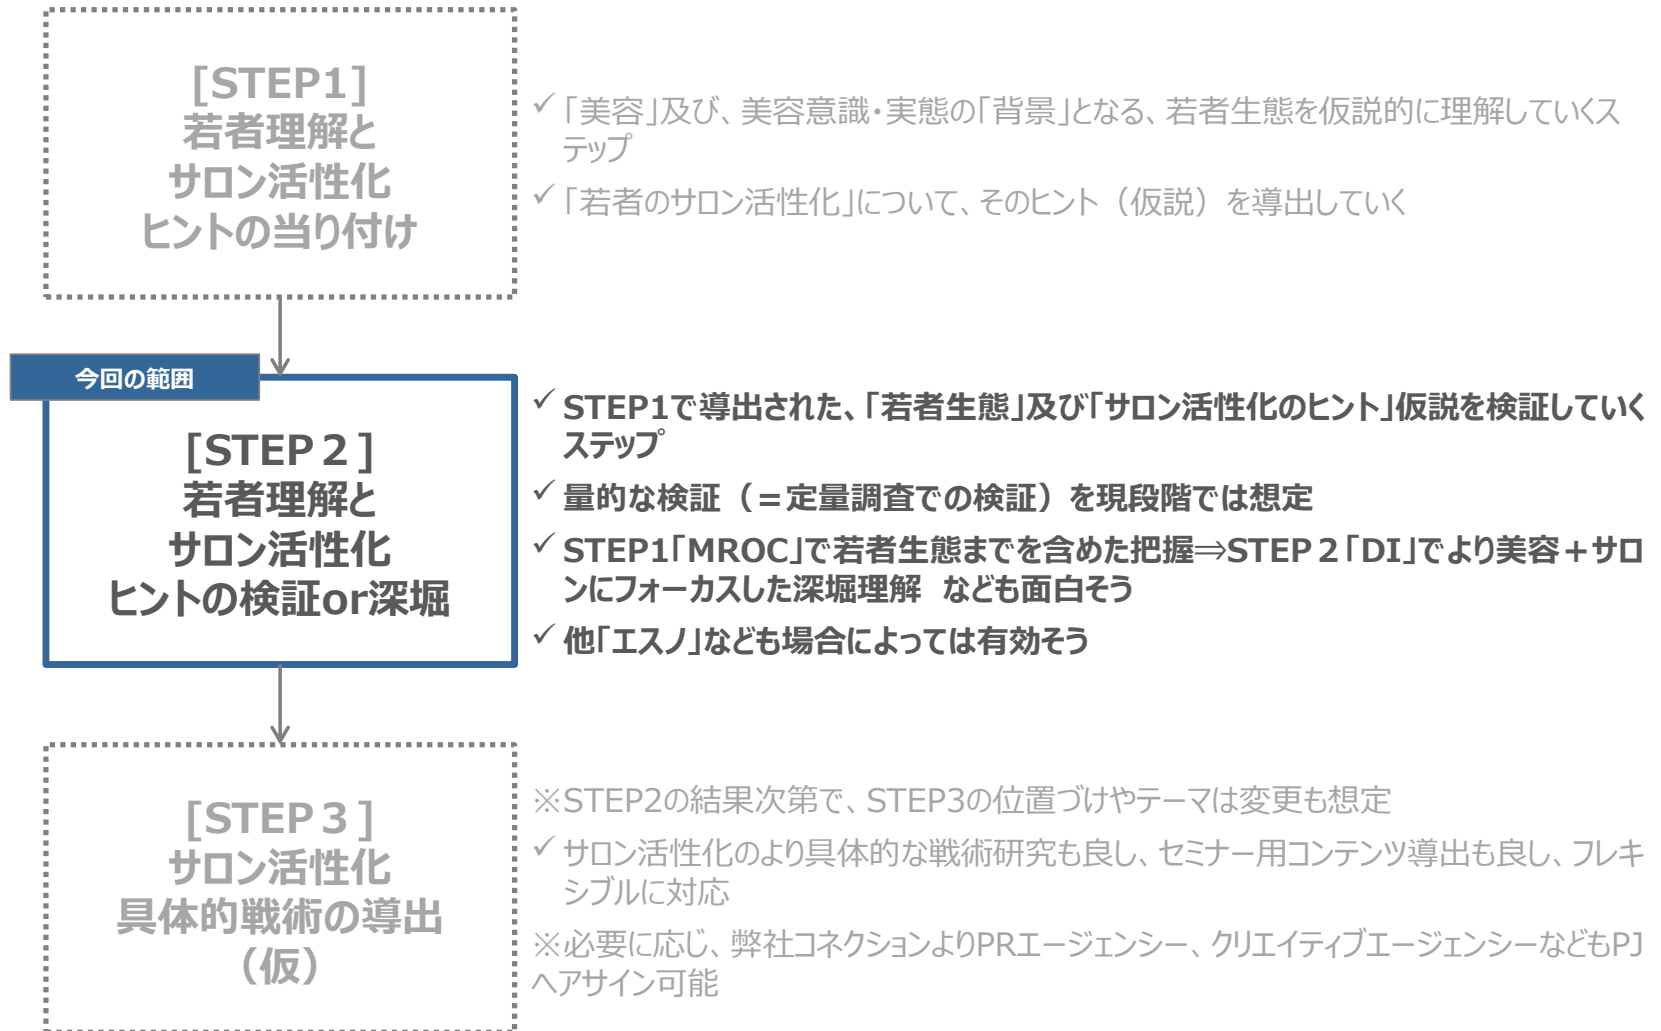 [STEP1]
若者理解と
サロン活性化
ヒントの当り付け
✓「美容」及び、美容意識・実態の「背景」となる、若者生態を仮説的に理解していくス
テップ
✓「若者のサロン活性化」について、そのヒント（仮説）を導出していく
今回の範囲
[STEP２]
若者理解と
サロン活性化
ヒントの検証or深堀
✓STEP1で導出された、「若者生態」及び「サロン活性化のヒント」仮説を検証していく
ステップ
✓量的な検証（＝定量調査での検証）を現段階では想定
✓STEP1「MROC」で若者生態までを含めた把握⇒STEP２「DI」でより美容＋サロ
ンにフォーカスした深堀理解　なども面白そう
✓他「エスノ」なども場合によっては有効そう
[STEP３]
サロン活性化
具体的戦術の導出
（仮）
※STEP2の結果次第で、STEP3の位置づけやテーマは変更も想定
✓サロン活性化のより具体的な戦術研究も良し、セミナー用コンテンツ導出も良し、フレキ
シブルに対応
※必要に応じ、弊社コネクションよりPRエージェンシー、クリエイティブエージェンシーなどもPJ
へアサイン可能